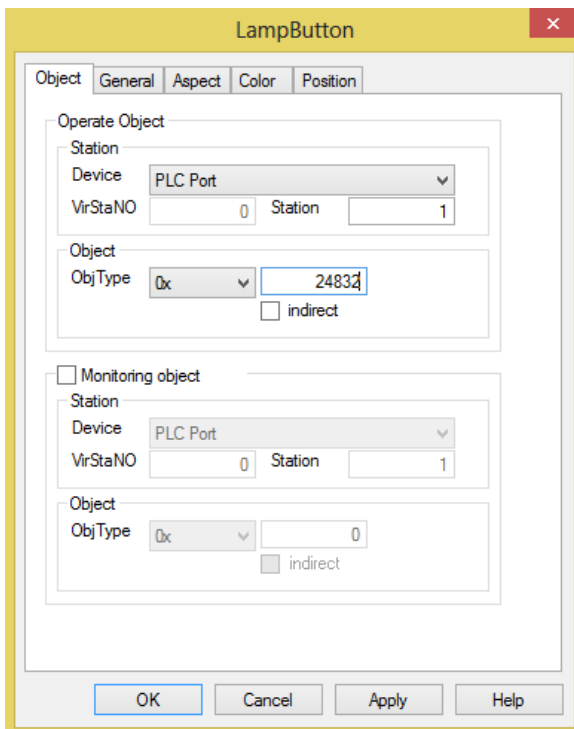 LampButton
Object General Aspect Color Position
Operate Object
Station
Device PLC Port
VirStaNO 0 Station 1
Object
ObjType 0x 24832
indirect
Monitoring object
Station
Device PLC Port
VirStaNO 0 Station 1
Object
ObjType 0x 0
indirect
OK Cancel Apply Help